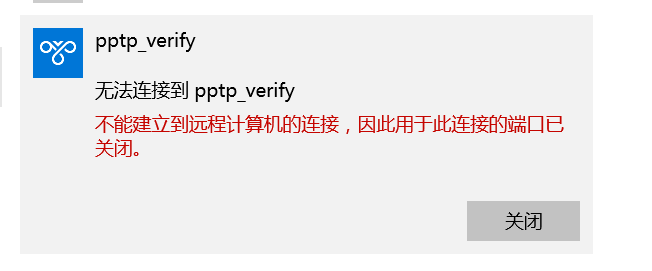 pptp_verify
无法连接到 pptp_verify
不能建立到远程计算机的连接，因此用于此连接的端口已
关闭。
关闭